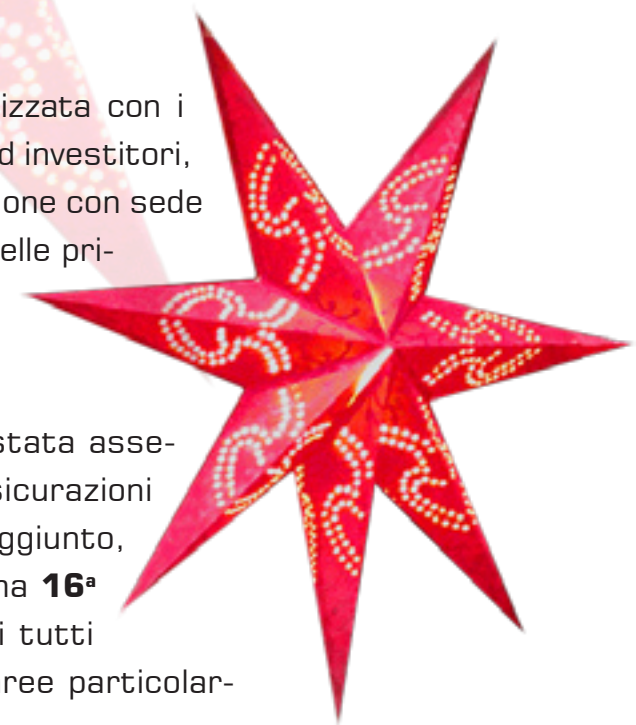 izzata con i
d investitori,
one con sede
elle pri-
stata asse-
sicurazioni
ggiunto,
na 16ª
i tutti
ree particolar-